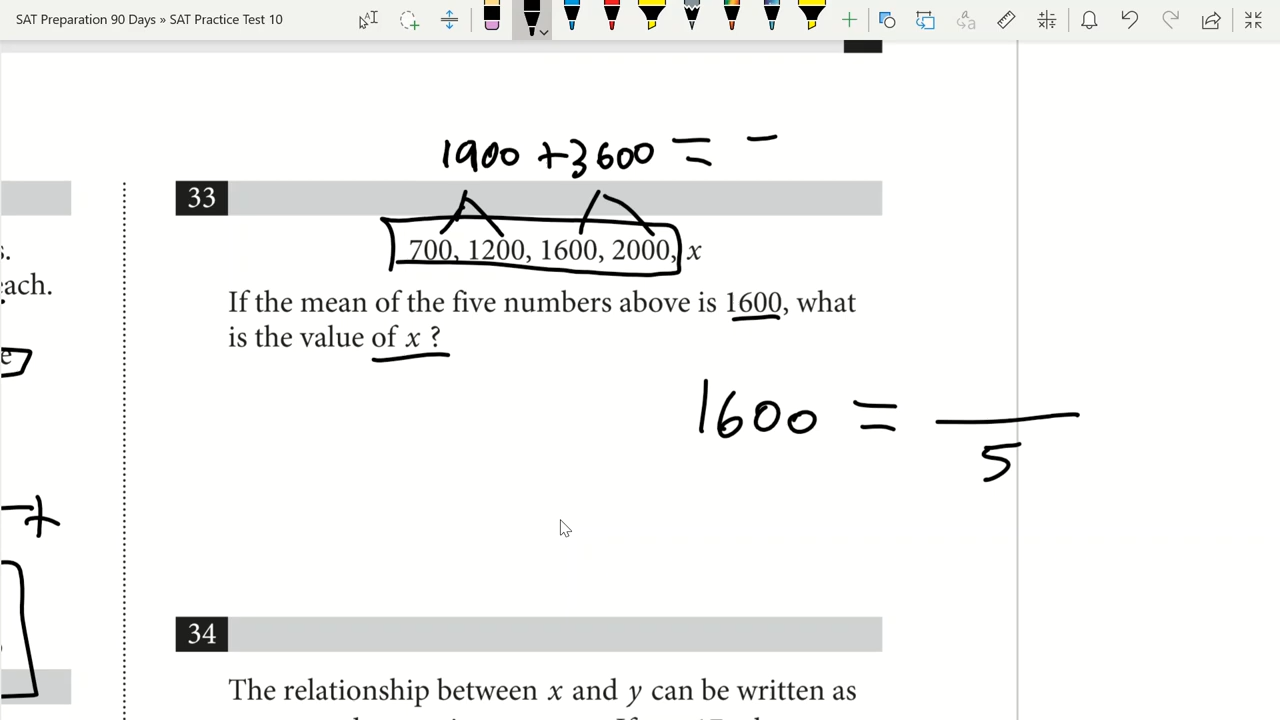 SAT Preparation 90 Days » SAT Practice Test 10
1900 + 3600 =
33
700, 1200, 1600, 2000, x
s.
each.
If the mean of the five numbers above is 1600, what
is the value of x ?
e
1600 =
5
34
The relationship between x and y can be written as